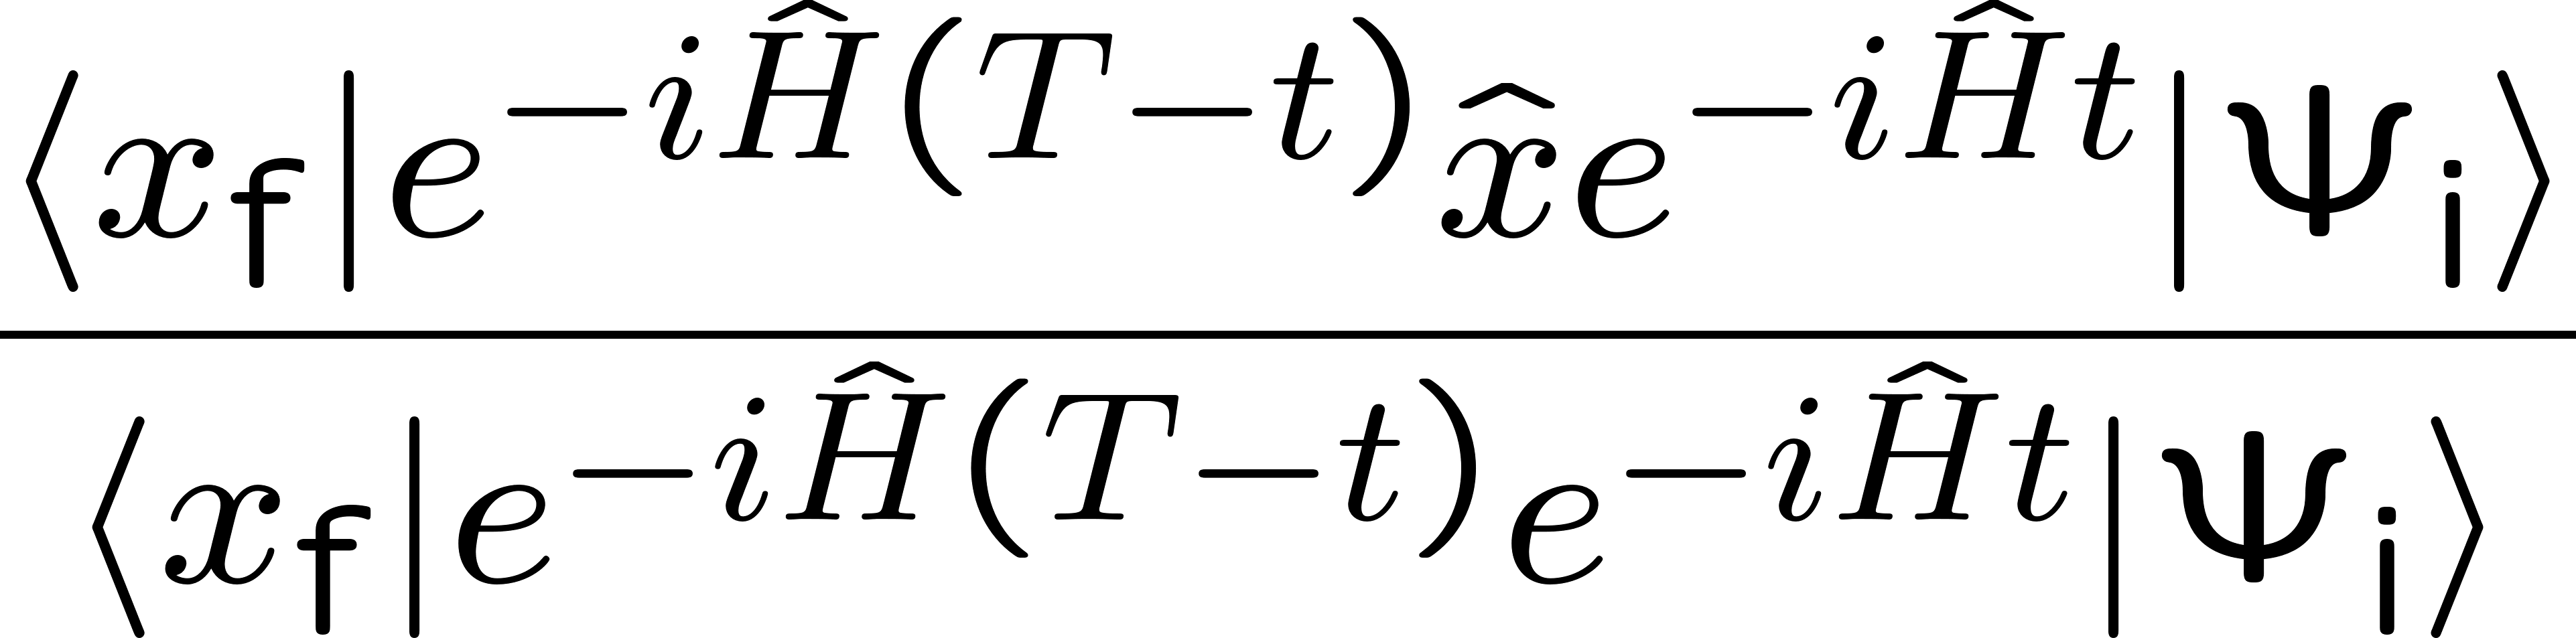 ⟨x_f|e^{−iĤ(T−t)} x̂ e^{−iĤt}|Ψ_i⟩
⟨x_f|e^{−iĤ(T−t)} e^{−iĤt}|Ψ_i⟩